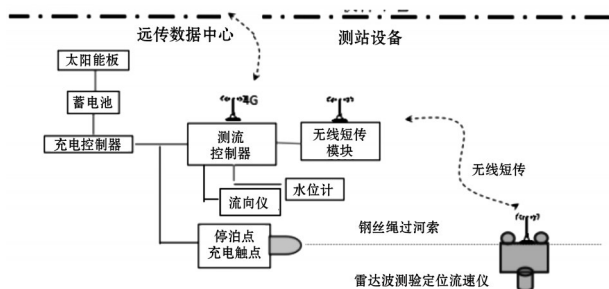 远传数据中心
测站设备
太阳能板
蓄电池
4G
充电控制器
测流
控制器
无线短传
模块
无线短传
流向仪
水位计
停泊点
充电触点
钢丝绳过河索
雷达波测验定位流速仪